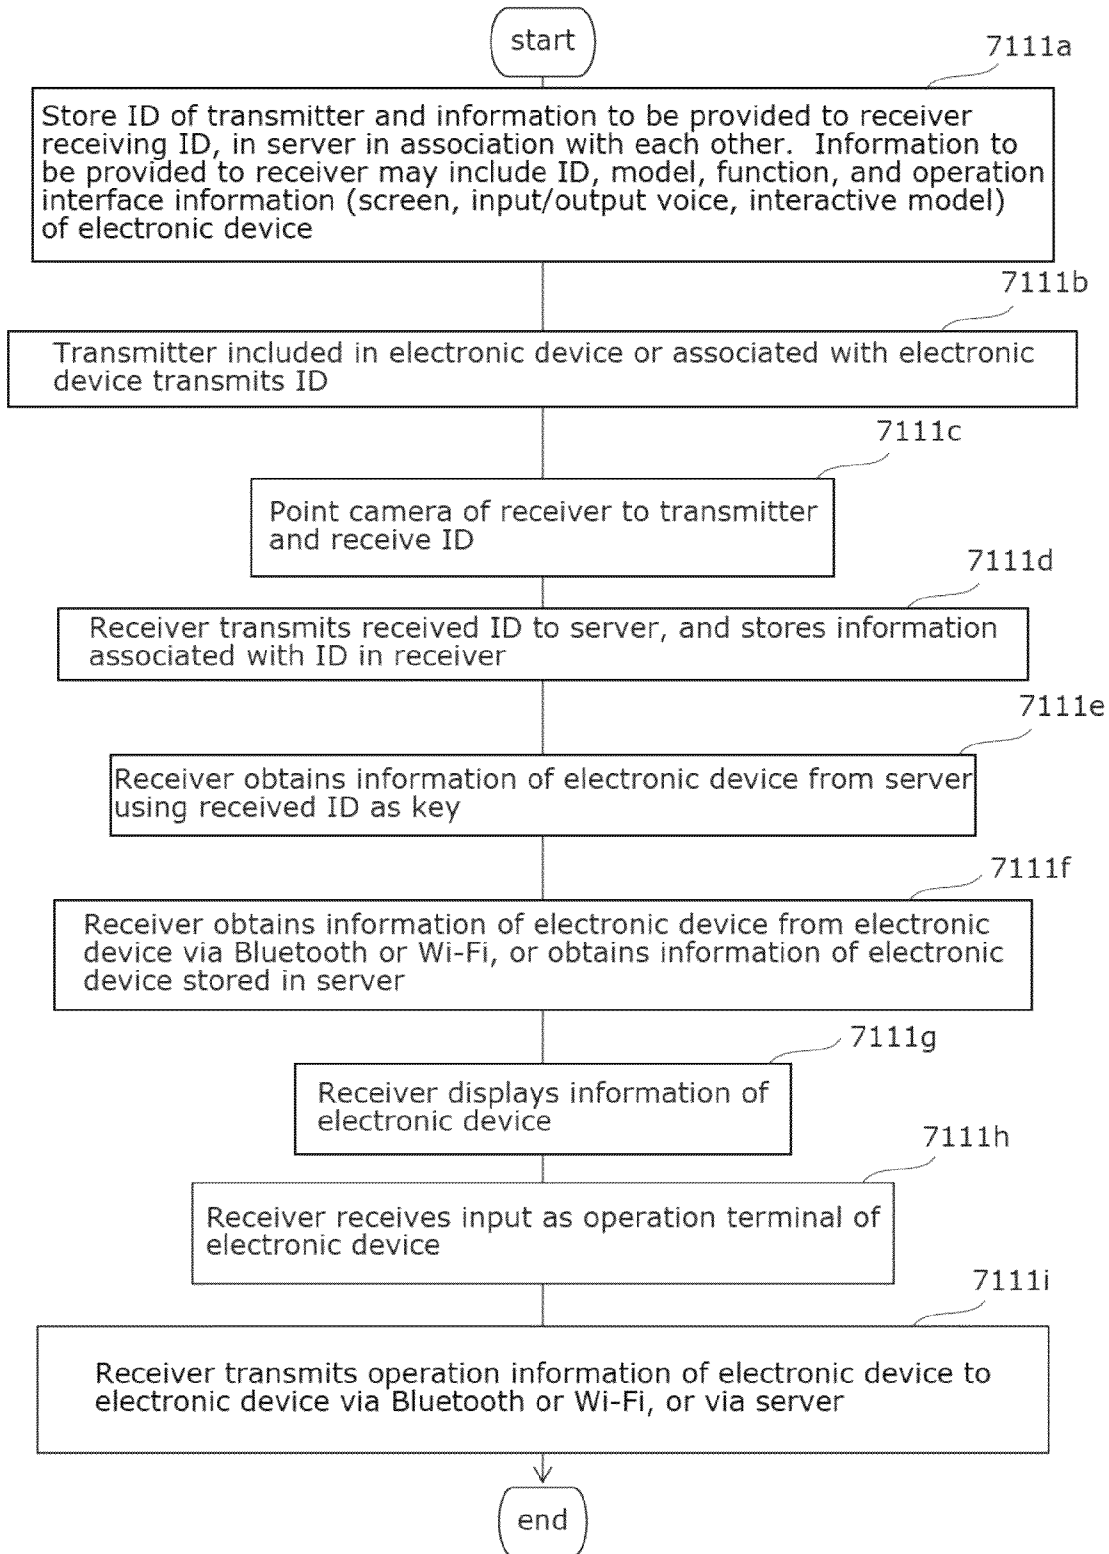 start
7111a
Store ID of transmitter and information to be provided to receiver
receiving ID, in server in association with each other.  Information to
be provided to receiver may include ID, model, function, and operation
interface information (screen, input/output voice, interactive model)
of electronic device
7111b
Transmitter included in electronic device or associated with electronic
device transmits ID
7111c
Point camera of receiver to transmitter
and receive ID
7111d
Receiver transmits received ID to server, and stores information
associated with ID in receiver
7111e
Receiver obtains information of electronic device from server
using received ID as key
7111f
Receiver obtains information of electronic device from electronic
device via Bluetooth or Wi-Fi, or obtains information of electronic
device stored in server
7111g
Receiver displays information of
electronic device
7111h
Receiver receives input as operation terminal of
electronic device
7111i
Receiver transmits operation information of electronic device to
electronic device via Bluetooth or Wi-Fi, or via server
end